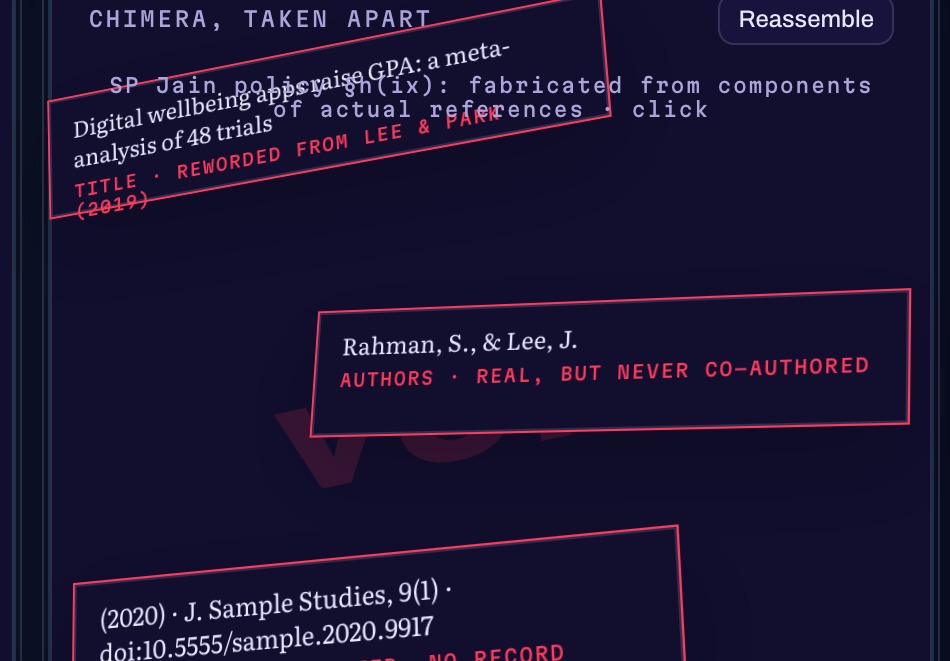 CHIMERA, TAKEN APART
Reassemble
SP Jain policy §h(ix): fabricated from components
of actual references · click
Digital wellbeing apps raise GPA: a meta-
analysis of 48 trials
TITLE · REWORDED FROM LEE & PARK
(2019)
Rahman, S., & Lee, J.
AUTHORS · REAL, BUT NEVER CO-AUTHORED
(2020) · J. Sample Studies, 9(1) ·
doi:10.5555/sample.2020.9917
NO RECORD